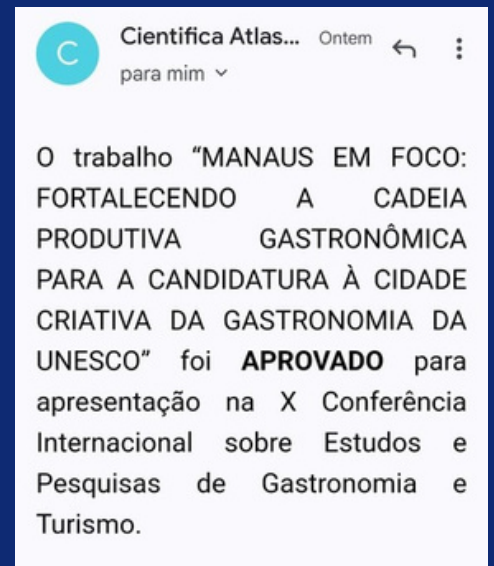 C
Cientifica Atlas... Ontem
para mim
O trabalho “MANAUS EM FOCO:
FORTALECENDO A CADEIA
PRODUTIVA GASTRONÔMICA
PARA A CANDIDATURA À CIDADE
CRIATIVA DA GASTRONOMIA DA
UNESCO” foi APROVADO para
apresentação na X Conferência
Internacional sobre Estudos e
Pesquisas de Gastronomia e
Turismo.